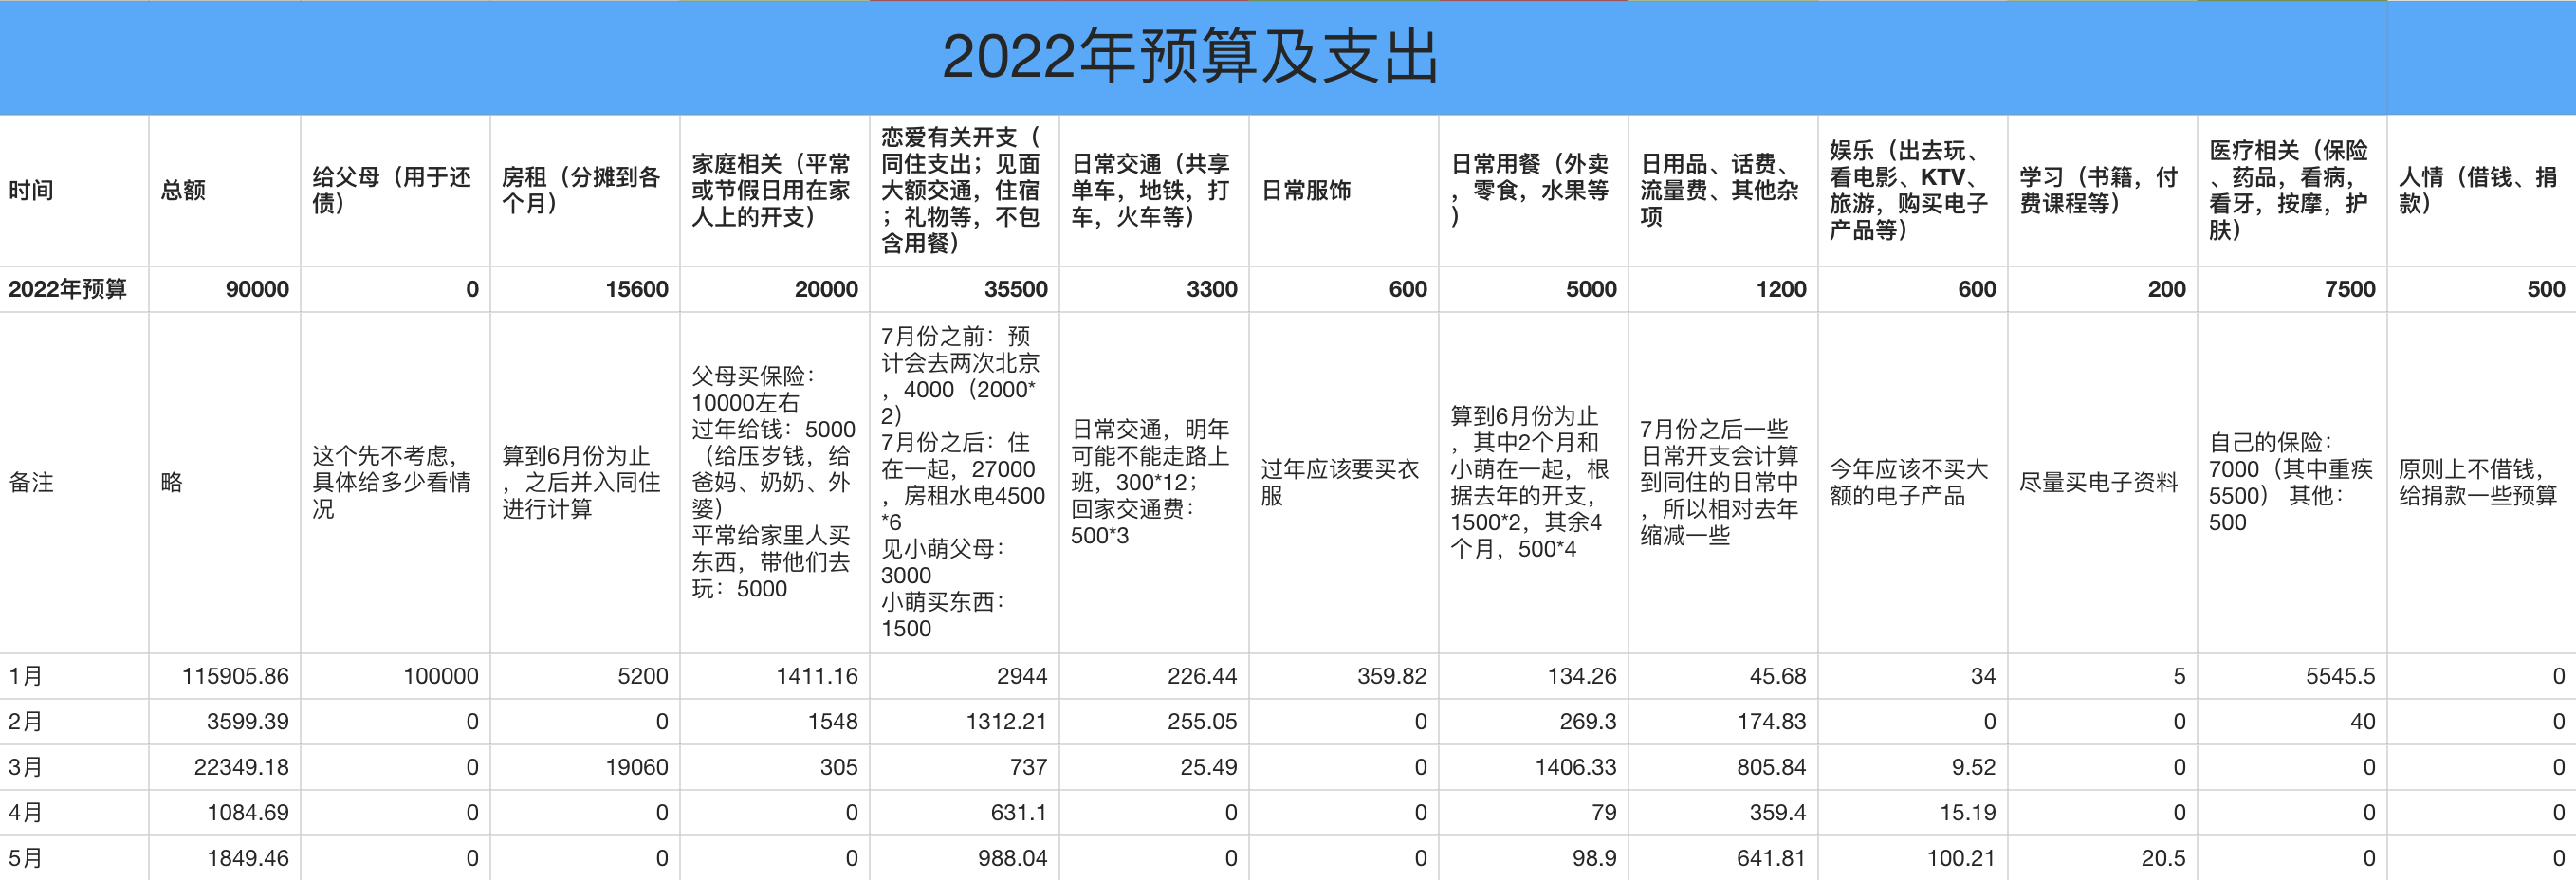 2022年预算及支出
时间
总额
给父母（用于还
债）
房租（分摊到各
个月）
家庭相关（平常
或节假日用在家
人上的开支）
恋爱有关开支（
同住支出；见面
大额交通，住宿
；礼物等，不包
含用餐）
日常交通（共享
单车，地铁，打
车，火车等）
日常服饰
日常用餐（外卖
，零食，水果等
）
日用品、话费、
流量费、其他杂
项
娱乐（出去玩、
看电影、KTV、
旅游，购买电子
产品等）
学习（书籍，付
费课程等）
医疗相关（保险
、药品，看病，
看牙，按摩，护
肤）
人情（借钱、捐
款）
2022年预算 90000 0 15600 20000 35500 3300 600 5000 1200 600 200 7500 500
备注
略
这个先不考虑，
具体给多少看情
况
算到6月份为止
，之后并入同住
进行计算
父母买保险：
10000左右
过年给钱：5000
（给压岁钱，给
爸妈、奶奶、外
婆）
平常给家里人买
东西，带他们去
玩：5000
7月份之前：预
计会去两次北京
，4000（2000*
2）
7月份之后：住
在一起，27000
，房租水电4500
*6
见小萌父母：
3000
小萌买东西：
1500
日常交通，明年
可能不能走路上
班，300*12；
回家交通费：
500*3
过年应该要买衣
服
算到6月份为止
，其中2个月和
小萌在一起，根
据去年的开支，
1500*2，其余4
个月，500*4
7月份之后一些
日常开支会计算
到同住的日常中
，所以相对去年
缩减一些
今年应该不买大
额的电子产品
尽量买电子资料
自己的保险：
7000（其中重疾
5500） 其他：
500
原则上不借钱，
给捐款一些预算
1月 115905.86 100000 5200 1411.16 2944 226.44 359.82 134.26 45.68 34 5 5545.5 0
2月 3599.39 0 0 1548 1312.21 255.05 0 269.3 174.83 0 0 40 0
3月 22349.18 0 19060 305 737 25.49 0 1406.33 805.84 9.52 0 0 0
4月 1084.69 0 0 0 631.1 0 0 79 359.4 15.19 0 0 0
5月 1849.46 0 0 0 988.04 0 0 98.9 641.81 100.21 20.5 0 0